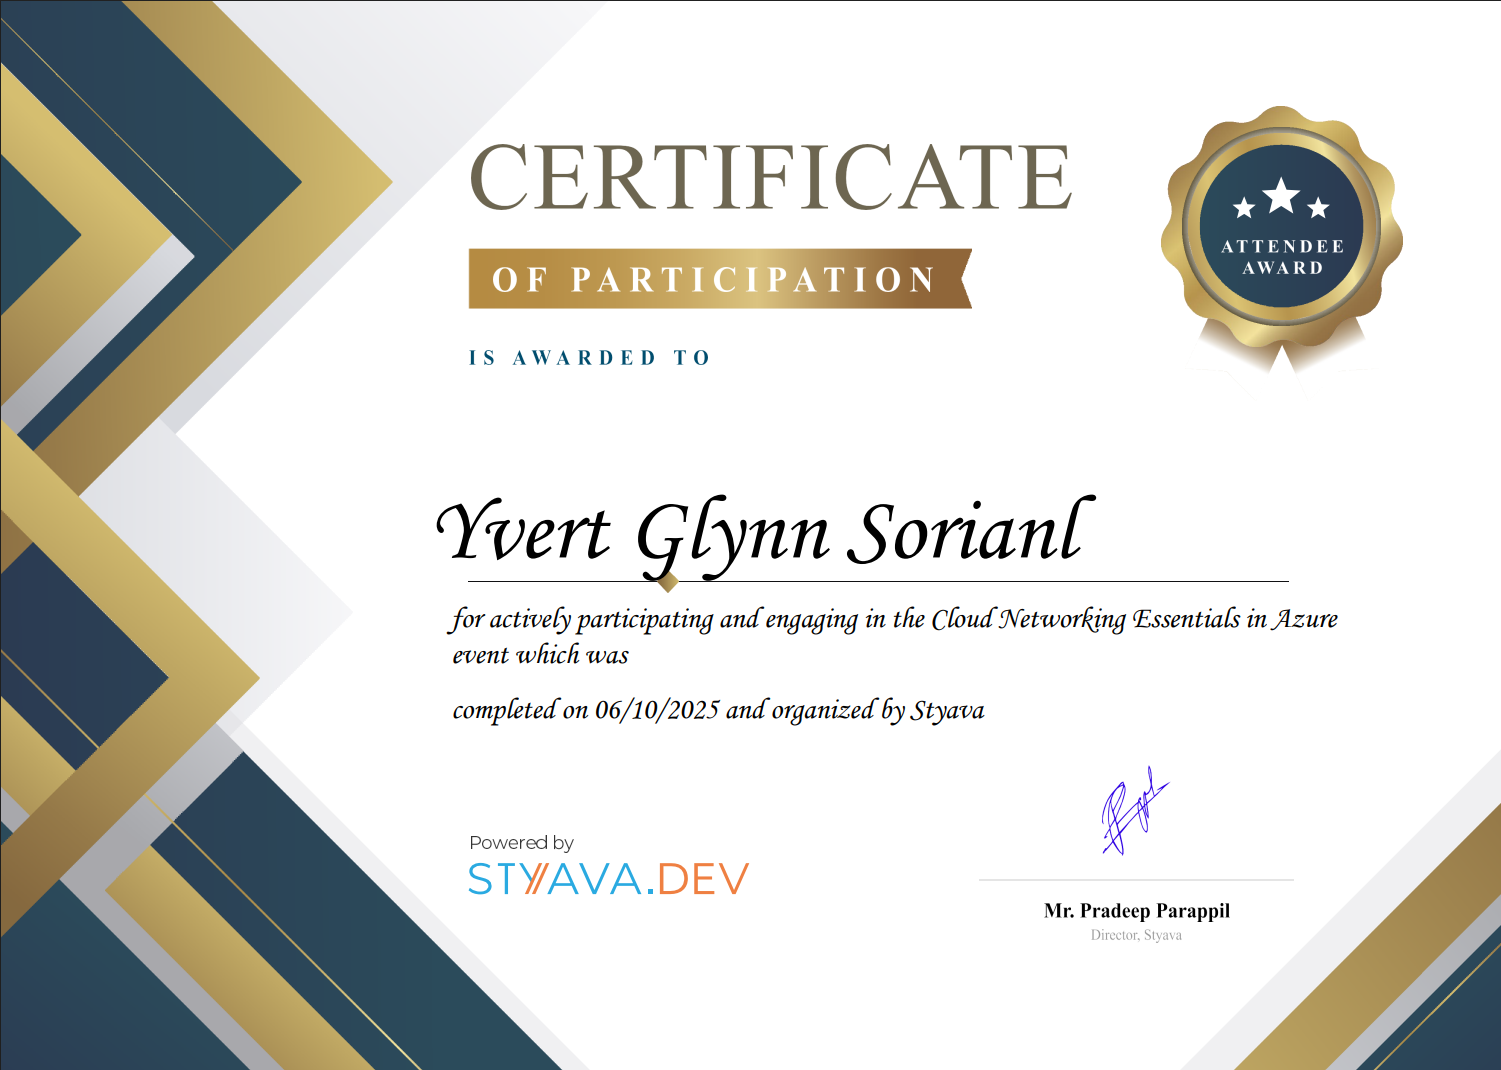 CERTIFICATE
OF PARTICIPATION
IS AWARDED TO
ATTENDEE
AWARD
Yvert Glynn Sorianl
for actively participating and engaging in the Cloud Networking Essentials in Azure
event which was
completed on 06/10/2025 and organized by Styava
Powered by
STYAVA.DEV
Mr. Pradeep Parappil
Director, Styava